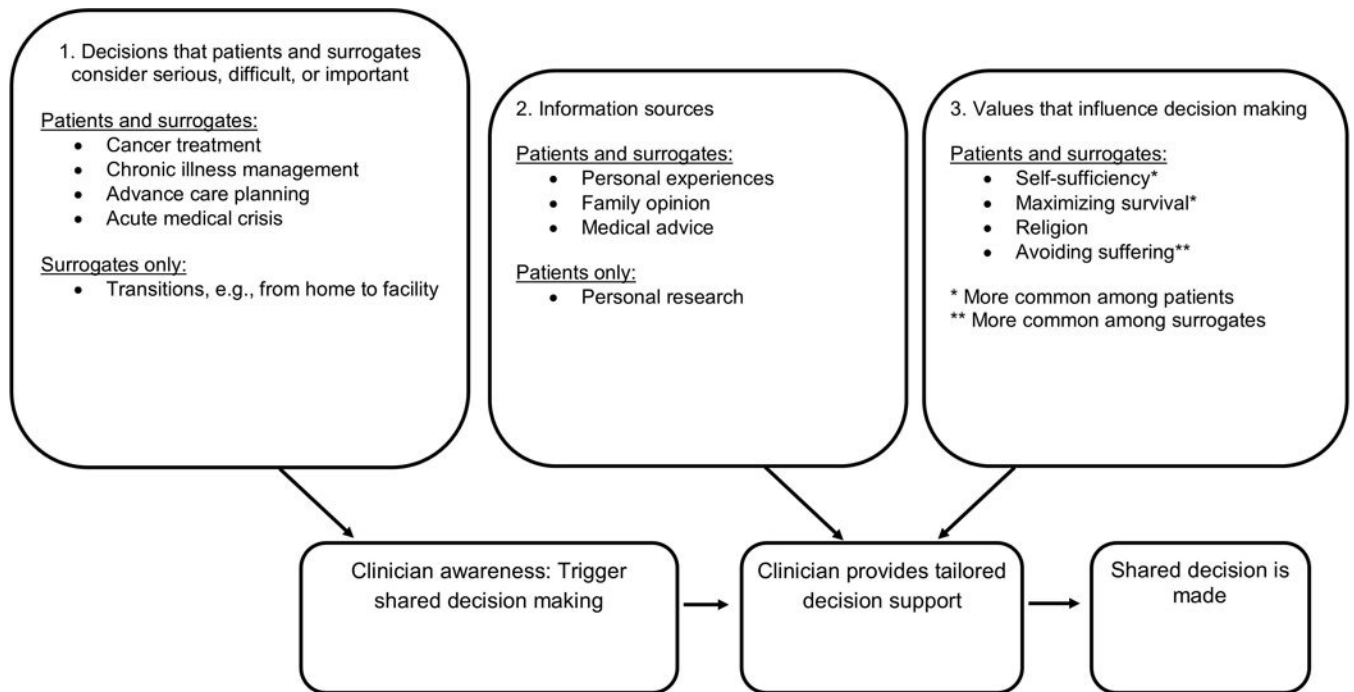 1. Decisions that patients and surrogates
consider serious, difficult, or important
Patients and surrogates:
• Cancer treatment
• Chronic illness management
• Advance care planning
• Acute medical crisis
Surrogates only:
• Transitions, e.g., from home to facility
2. Information sources
Patients and surrogates:
• Personal experiences
• Family opinion
• Medical advice
Patients only:
• Personal research
3. Values that influence decision making
Patients and surrogates:
• Self-sufficiency*
• Maximizing survival*
• Religion
• Avoiding suffering**
* More common among patients
** More common among surrogates
Clinician awareness: Trigger
shared decision making
Clinician provides tailored
decision support
Shared decision is
made